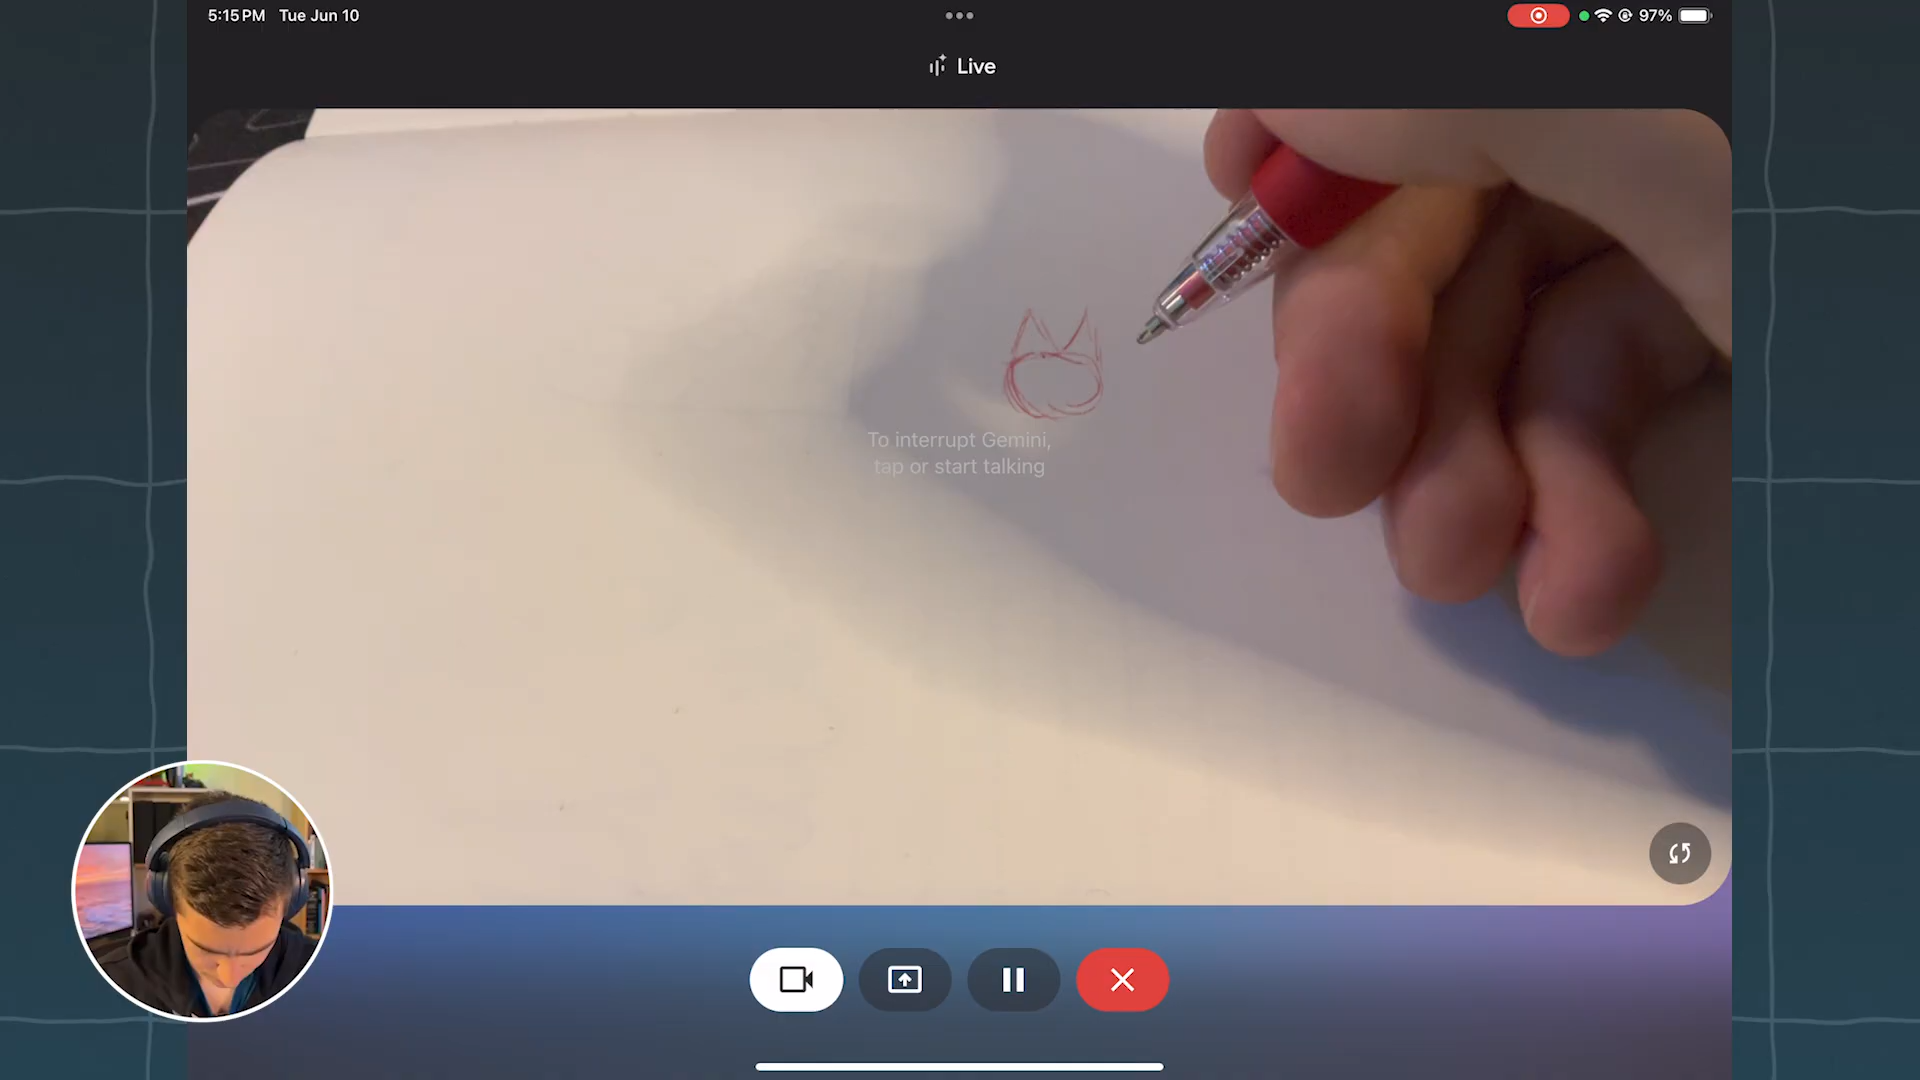 5:15 PM Tue Jun 10
97%
Live
To interrupt Gemini,
tap or start talking